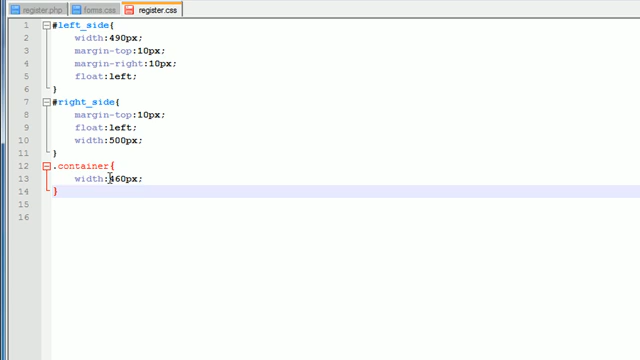 register.php forms.css register.css
1 #left_side{
2 width:490px;
3 margin-top:10px;
4 margin-right:10px;
5 float:left;
6 }
7 #right_side{
8 margin-top:10px;
9 float:left;
10 width:500px;
11 }
12 .container{
13 width:460px;
14 }
15
16